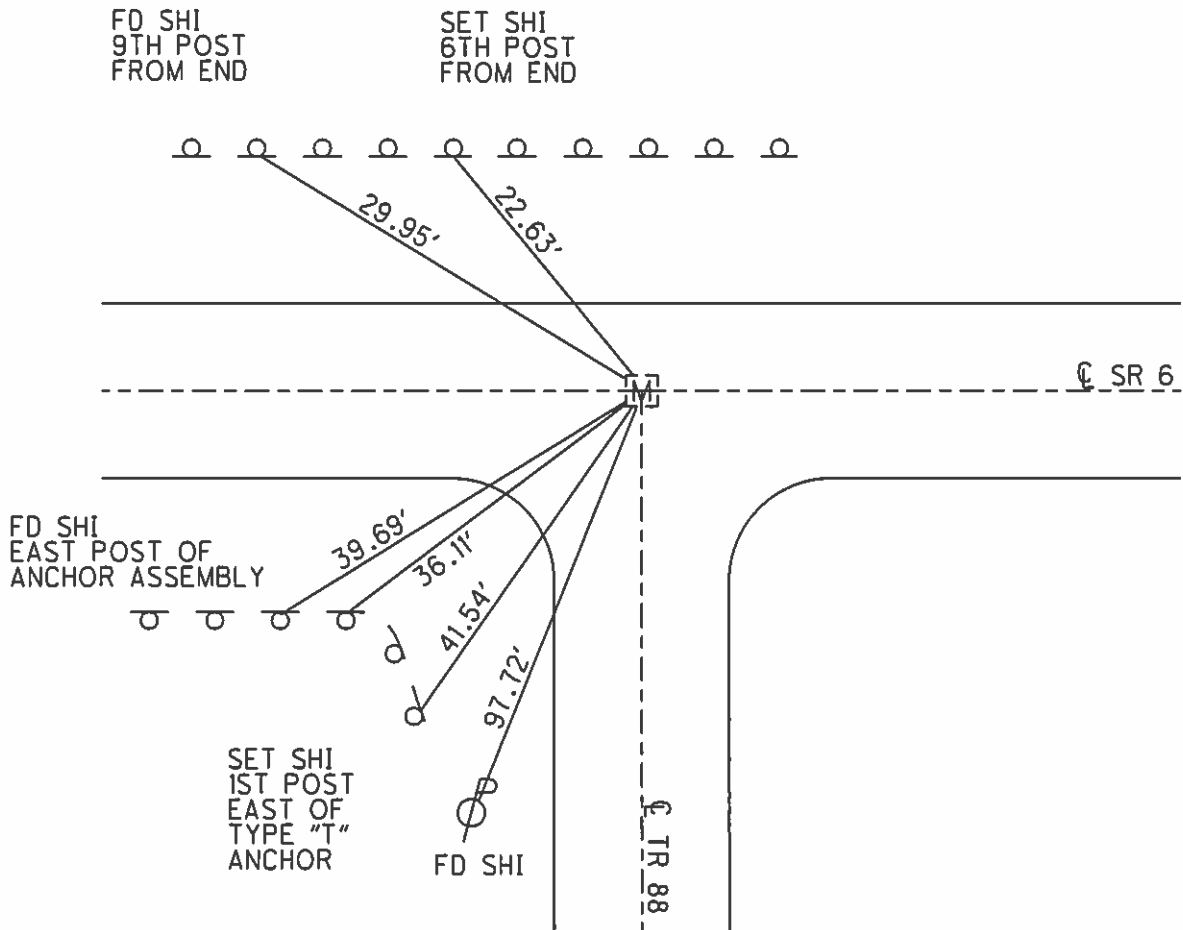 FD SHI
9TH POST
FROM END
SET SHI
6TH POST
FROM END
29.95'
22.63'
M
℄ SR 6
FD SHI
EAST POST OF
ANCHOR ASSEMBLY
39.69'
36.11'
41.54'
97.72'
SET SHI
1ST POST
EAST OF
TYPE "T"
ANCHOR
P
FD SHI
℄ TR 88